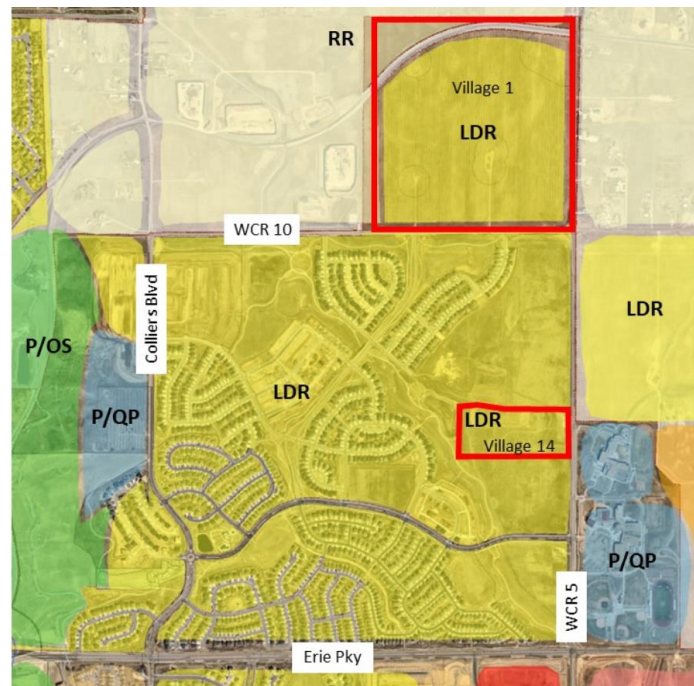 RR
Village 1
LDR
WCR 10
Colliers Blvd
LDR
P/OS
P/QP
LDR
LDR
Village 14
P/QP
WCR 5
Erie Pky